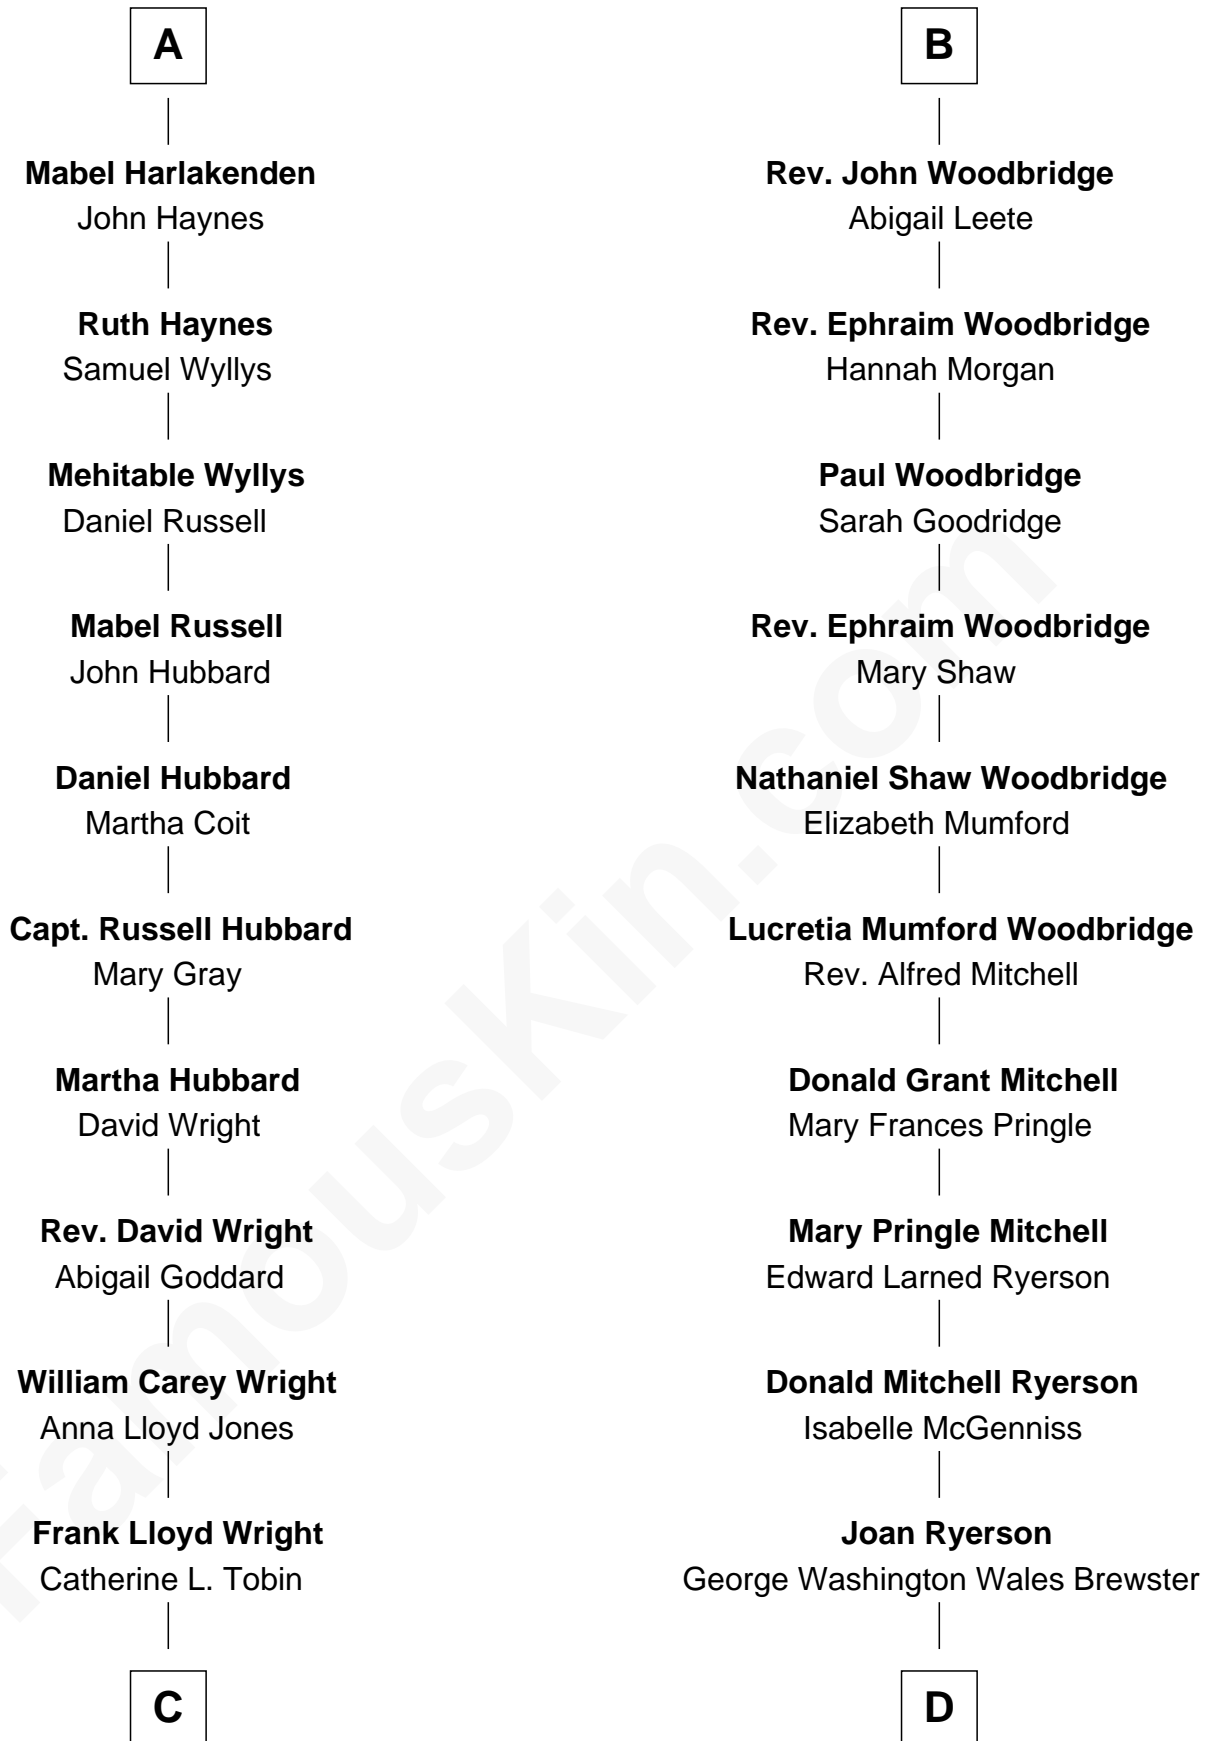 A
Mabel Harlakenden
John Haynes
Ruth Haynes
Samuel Wyllys
Mehitable Wyllys
Daniel Russell
Mabel Russell
John Hubbard
Daniel Hubbard
Martha Coit
Capt. Russell Hubbard
Mary Gray
Martha Hubbard
David Wright
Rev. David Wright
Abigail Goddard
William Carey Wright
Anna Lloyd Jones
Frank Lloyd Wright
Catherine L. Tobin
C
B
Rev. John Woodbridge
Abigail Leete
Rev. Ephraim Woodbridge
Hannah Morgan
Paul Woodbridge
Sarah Goodridge
Rev. Ephraim Woodbridge
Mary Shaw
Nathaniel Shaw Woodbridge
Elizabeth Mumford
Lucretia Mumford Woodbridge
Rev. Alfred Mitchell
Donald Grant Mitchell
Mary Frances Pringle
Mary Pringle Mitchell
Edward Larned Ryerson
Donald Mitchell Ryerson
Isabelle McGenniss
Joan Ryerson
George Washington Wales Brewster
D
FamousKin.com